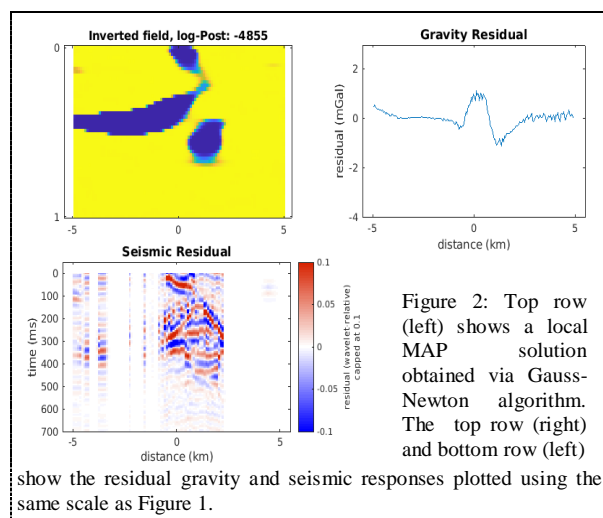 Inverted field, log-Post: -4855
0
1
-5
0
5
Gravity Residual
residual (mGal)
2
0
-2
-4
-5
0
5
distance (km)
Seismic Residual
time (ms)
0
100
200
300
400
500
600
700
-5
0
5
distance (km)
0.1
0.05
0
-0.05
-0.1
residual (wavelet relative)
capped at 0.1
Figure 2: Top row
(left) shows a local
MAP solution
obtained via Gauss-
Newton algorithm.
The top row (right)
and bottom row (left)
show the residual gravity and seismic responses plotted using the
same scale as Figure 1.